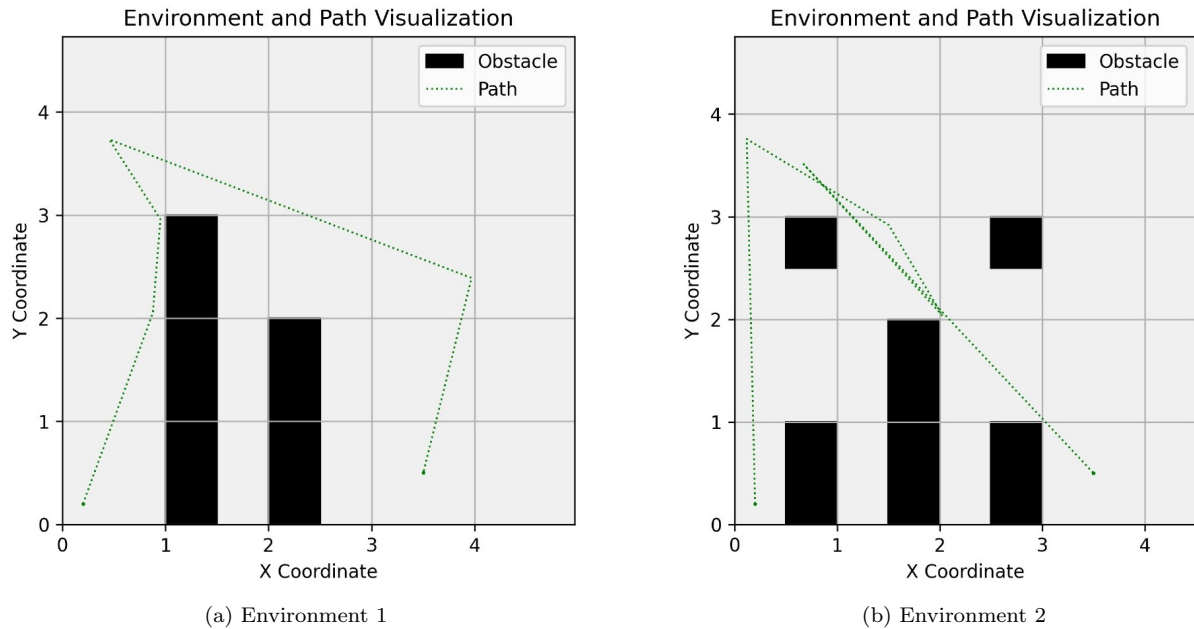 Environment and Path Visualization
Obstacle
Path
Y Coordinate
4
3
2
1
0
0 1 2 3 4
X Coordinate
(a) Environment 1
Environment and Path Visualization
Obstacle
Path
Y Coordinate
4
3
2
1
0
0 1 2 3 4
X Coordinate
(b) Environment 2